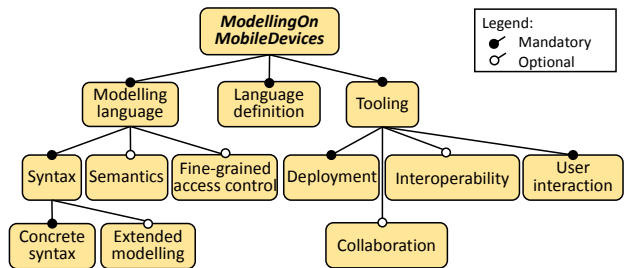 ModellingOn
MobileDevices
Legend:
Mandatory
Optional
Modelling
language
Language
definition
Tooling
Syntax
Semantics
Fine-grained
access control
Deployment
Interoperability
User
interaction
Concrete
syntax
Extended
modelling
Collaboration